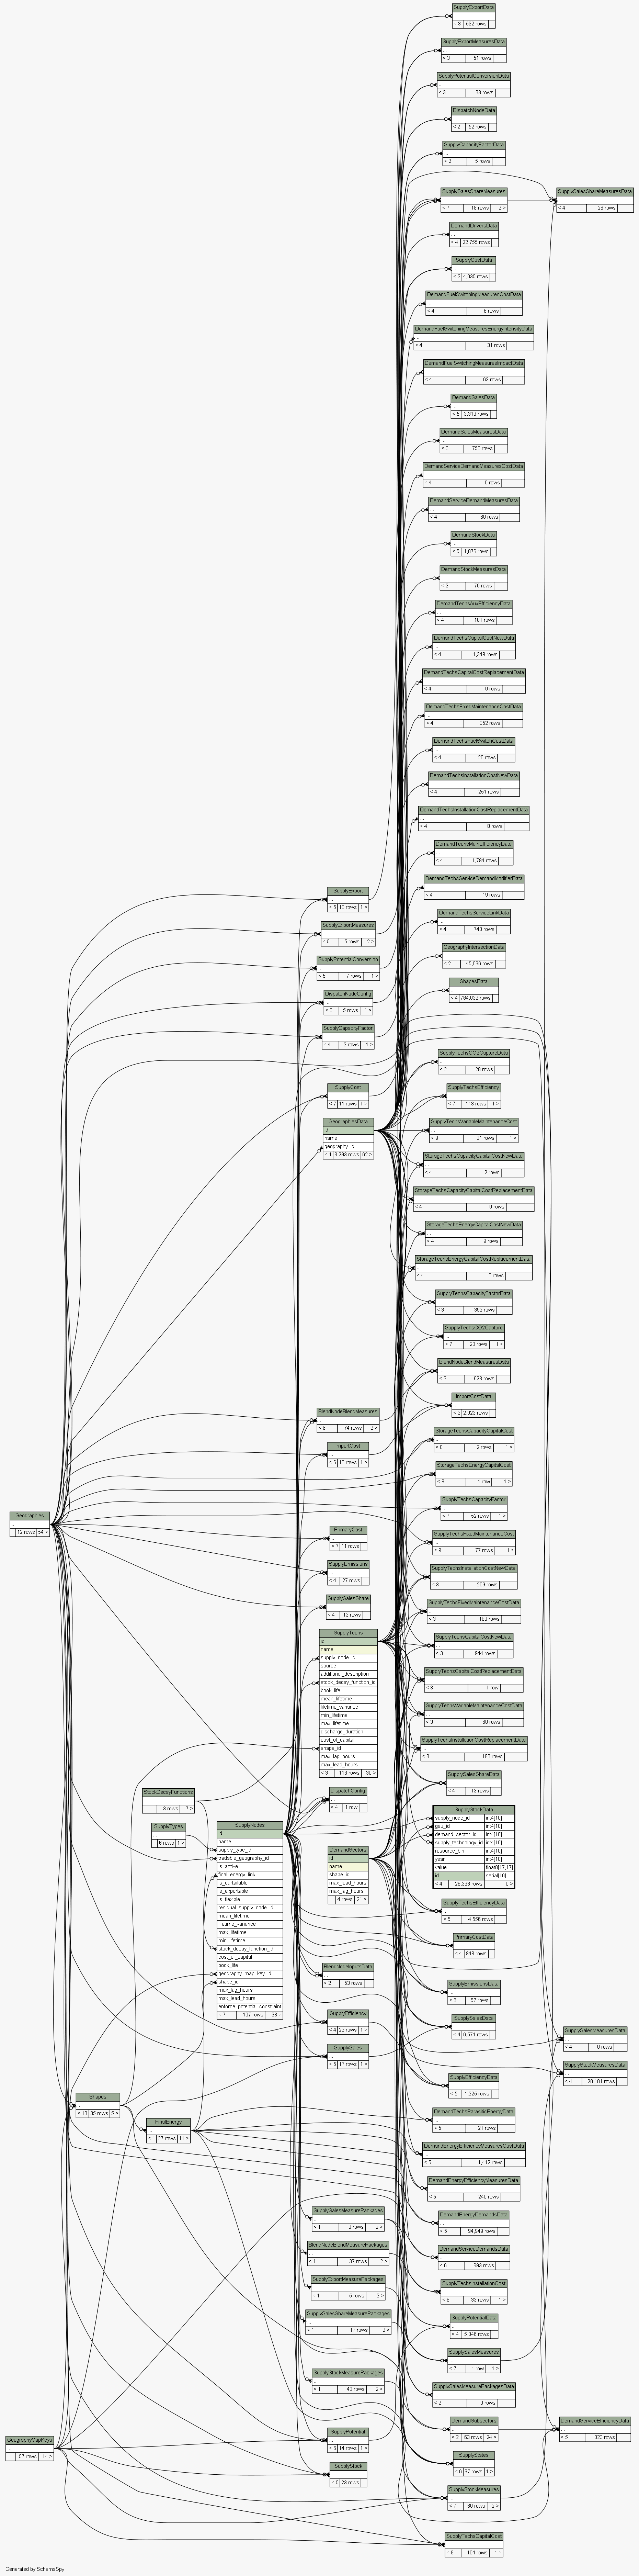 SupplyExportData
...
< 3 592 rows
SupplyExportMeasuresData
...
< 3 51 rows
SupplyPotentialConversionData
...
< 3 33 rows
DispatchNodeData
...
< 2 52 rows
SupplyCapacityFactorData
...
< 2 5 rows
SupplySalesShareMeasures
...
< 7 18 rows 2 >
SupplySalesShareMeasuresData
...
< 4 28 rows
DemandDriversData
...
< 4 22,755 rows
SupplyCostData
...
< 3 4,035 rows
DemandFuelSwitchingMeasuresCostData
...
< 4 8 rows
DemandFuelSwitchingMeasuresEnergyIntensityData
...
< 4 31 rows
DemandFuelSwitchingMeasuresImpactData
...
< 4 63 rows
DemandSalesData
...
< 5 3,319 rows
DemandSalesMeasuresData
...
< 3 750 rows
DemandServiceDemandMeasuresCostData
...
< 4 0 rows
DemandServiceDemandMeasuresData
...
< 4 60 rows
DemandStockData
...
< 5 1,878 rows
DemandStockMeasuresData
...
< 3 70 rows
DemandTechsAuxEfficiencyData
...
< 4 101 rows
DemandTechsCapitalCostNewData
...
< 4 1,349 rows
DemandTechsCapitalCostReplacementData
...
< 4 0 rows
DemandTechsFixedMaintenanceCostData
...
< 4 352 rows
DemandTechsFuelSwitchCostData
...
< 4 20 rows
DemandTechsInstallationCostNewData
...
< 4 251 rows
DemandTechsInstallationCostReplacementData
...
< 4 0 rows
DemandTechsMainEfficiencyData
...
< 4 1,784 rows
DemandTechsServiceDemandModifierData
...
< 4 19 rows
SupplyExport
...
< 5 10 rows 1 >
DemandTechsServiceLinkData
...
< 4 740 rows
SupplyExportMeasures
...
< 6 5 rows 2 >
GeographyIntersectionData
...
< 2 45,036 rows
SupplyPotentialConversion
...
< 5 7 rows 1 >
ShapesData
...
< 4 784,032 rows
DispatchNodeConfig
...
< 3 5 rows 1 >
SupplyCapacityFactor
...
< 4 2 rows 1 >
SupplyTechsCO2CaptureData
...
< 2 28 rows
SupplyCost
...
< 7 11 rows 1 >
SupplyTechsEfficiency
...
< 7 113 rows 1 >
GeographiesData
id
name
geography_id
< 1 3,293 rows 62 >
SupplyTechsVariableMaintenanceCost
...
< 9 81 rows 1 >
StorageTechsCapacityCapitalCostNewData
...
< 4 2 rows
StorageTechsCapacityCapitalCostReplacementData
...
< 4 0 rows
StorageTechsEnergyCapitalCostNewData
...
< 4 9 rows
StorageTechsEnergyCapitalCostReplacementData
...
< 4 0 rows
SupplyTechsCapacityFactorData
...
< 3 382 rows
SupplyTechsCO2Capture
...
< 7 28 rows 1 >
BlendNodeBlendMeasuresData
...
< 3 623 rows
ImportCostData
...
< 3 2,923 rows
BlendNodeBlendMeasures
...
< 6 74 rows 2 >
StorageTechsCapacityCapitalCost
...
< 8 2 rows 1 >
ImportCost
...
< 8 13 rows 1 >
StorageTechsEnergyCapitalCost
...
< 8 1 row 1 >
SupplyTechsCapacityFactor
...
< 7 52 rows 1 >
Geographies
...
12 rows 54 >
PrimaryCost
...
< 7 11 rows
SupplyTechsFixedMaintenanceCost
...
< 9 77 rows 1 >
SupplyEmissions
...
< 4 27 rows
SupplyTechsInstallationCostNewData
...
< 3 209 rows
SupplySalesShare
...
< 4 13 rows
SupplyTechsFixedMaintenanceCostData
...
< 3 160 rows
SupplyTechs
id
name
supply_node_id
source
additional_description
stock_decay_function_id
book_life
mean_lifetime
lifetime_variance
min_lifetime
max_lifetime
discharge_duration
cost_of_capital
shape_id
max_lag_hours
max_lead_hours
< 3 113 rows 30 >
SupplyTechsCapitalCostNewData
...
< 3 944 rows
SupplyTechsCapitalCostReplacementData
...
< 3 1 row
SupplyTechsVariableMaintenanceCostData
...
< 3 68 rows
SupplyTechsInstallationCostReplacementData
...
< 3 180 rows
SupplySalesShareData
...
< 4 13 rows
StockDecayFunctions
...
3 rows 7 >
DispatchConfig
...
< 4 1 row
SupplyTypes
...
6 rows 1 >
SupplyStockData
supply_node_id int4[10]
gau_id int4[10]
demand_sector_id int4[10]
supply_technology_id int4[10]
resource_bin int4[10]
year int4[10]
value float8[17,17]
id serial[10]
< 4 28,338 rows 0 >
SupplyNodes
id
name
supply_type_id
tradable_geography_id
is_active
final_energy_link
is_curtailable
is_exportable
is_flexible
residual_supply_node_id
mean_lifetime
lifetime_variance
max_lifetime
min_lifetime
stock_decay_function_id
cost_of_capital
book_life
geography_map_key_id
shape_id
max_lag_hours
max_lead_hours
enforce_potential_constraint
< 7 107 rows 38 >
DemandSectors
id
name
shape_id
max_lead_hours
max_lag_hours
4 rows 21 >
SupplyTechsEfficiencyData
...
< 5 4,556 rows
PrimaryCostData
...
< 4 848 rows
BlendNodeInputsData
...
< 2 53 rows
SupplyEmissionsData
...
< 6 57 rows
SupplyEfficiency
...
< 4 29 rows 1 >
SupplySalesData
...
< 4 6,571 rows
SupplySalesMeasuresData
...
< 4 0 rows
SupplySales
...
< 5 17 rows 1 >
SupplyStockMeasuresData
...
< 4 20,101 rows
SupplyEfficiencyData
...
< 5 1,225 rows
Shapes
...
< 10 35 rows 5 >
DemandTechsParasiticEnergyData
...
< 5 21 rows
FinalEnergy
...
< 1 27 rows 11 >
DemandEnergyEfficiencyMeasuresCostData
...
< 5 1,412 rows
DemandEnergyEfficiencyMeasuresData
...
< 5 240 rows
SupplySalesMeasurePackages
...
< 1 0 rows 2 >
DemandEnergyDemandsData
...
< 5 94,949 rows
BlendNodeBlendMeasurePackages
...
< 1 37 rows 2 >
DemandServiceDemandsData
...
< 6 693 rows
SupplyExportMeasurePackages
...
< 1 5 rows 2 >
SupplyTechsInstallationCost
...
< 8 33 rows 1 >
SupplySalesShareMeasurePackages
...
< 1 17 rows 2 >
SupplyPotentialData
...
< 4 5,846 rows
SupplySalesMeasures
...
< 7 1 row 1 >
SupplyStockMeasurePackages
...
< 1 48 rows 2 >
SupplySalesMeasurePackagesData
...
< 2 0 rows
DemandSubsectors
...
< 2 63 rows 24 >
DemandServiceEfficiencyData
...
< 5 323 rows
GeographyMapKeys
...
57 rows 14 >
SupplyPotential
...
< 6 14 rows 1 >
SupplyStates
...
< 6 97 rows 1 >
SupplyStock
...
< 5 23 rows
SupplyStockMeasures
...
< 7 80 rows 2 >
SupplyTechsCapitalCost
...
< 9 104 rows 1 >
Generated by SchemaSpy